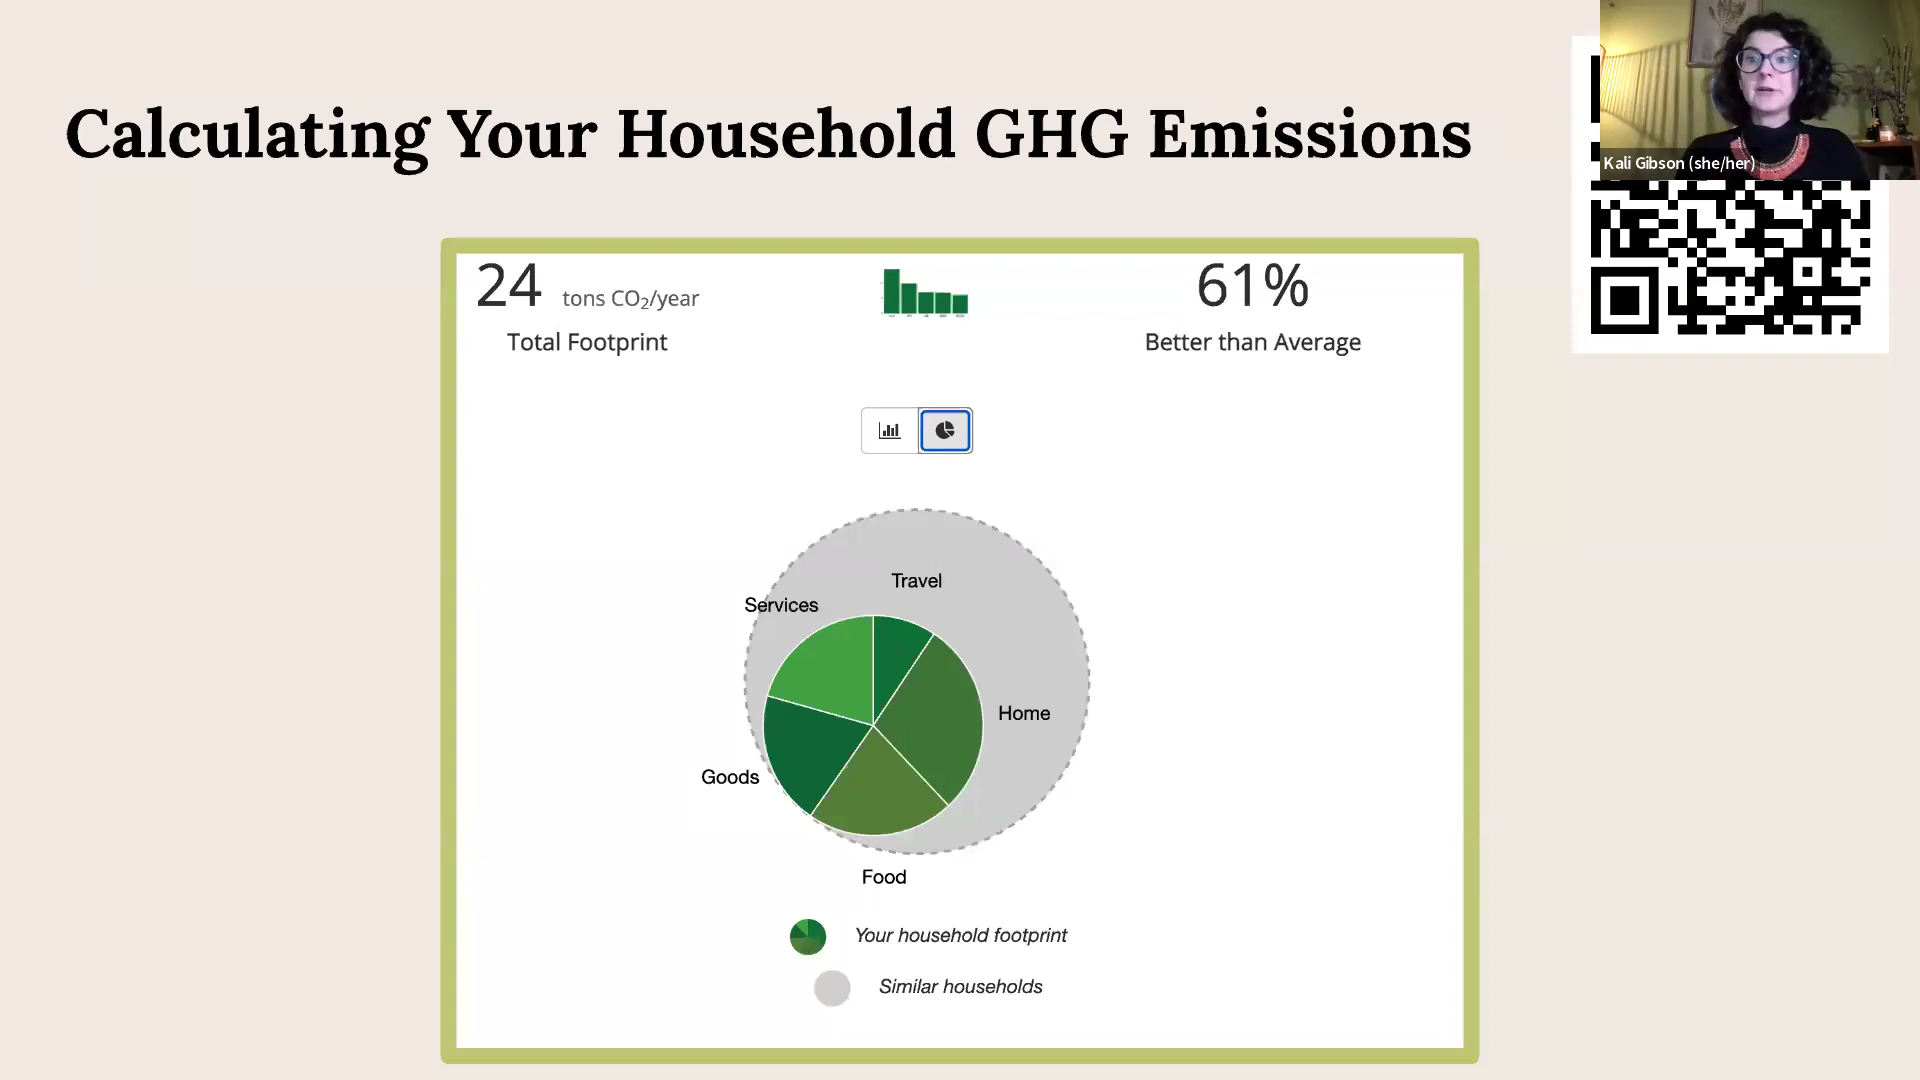 Calculating Your Household GHG Emissions
Kali Gibson (she/her)
24 tons CO₂/year
Total Footprint
61%
Better than Average
Travel
Services
Home
Goods
Food
Your household footprint
Similar households